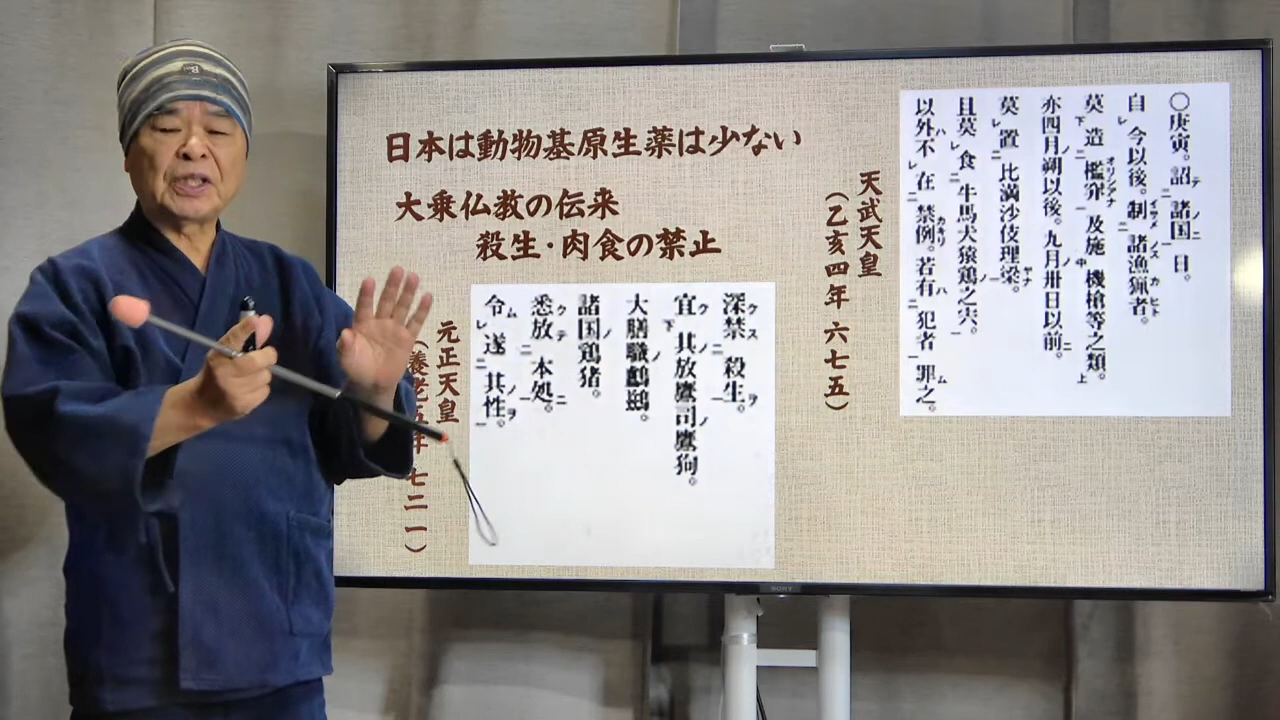 日本は動物基原生薬は少ない
大乗仏教の伝来
殺生・肉食の禁止
〇庚寅。詔諸国曰。
自今以後。制諸漁猟者。
莫造檻穽及施機槍等之類。
亦四月朔以後。九月卅日以前。
莫置比満沙伎理梁。
且莫食牛馬犬猿鶏之宍。
以外不在禁例。若有犯者罪之。
天武天皇
（乙亥四年 六七五）
深禁殺生。
宜其放鷹司鷹狗。
大膳職鸕鷀。
諸国鶏猪。
悉放本処。
令遂其性。
元正天皇
（養老五年 七二一）
SONY